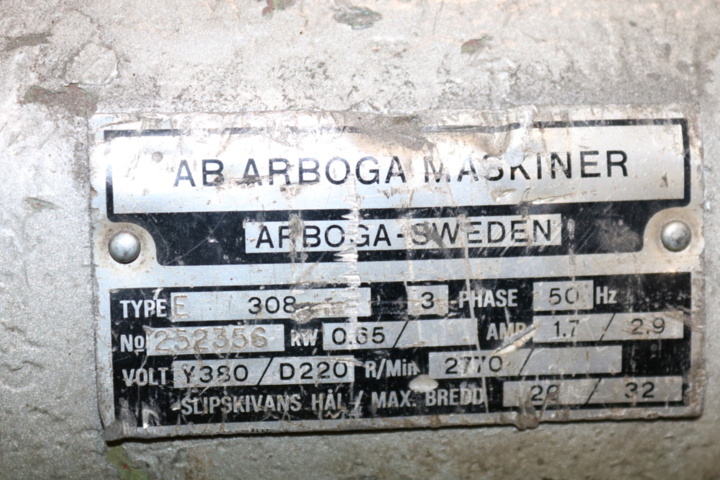 AB ARBOGA MASKINER
ARBOGA-SWEDEN
TYPE E 308 3 PHASE 50 Hz
No 252356 KW 0.65/ AMP 1.7 / 2.9
VOLT Y380 / D220 R/Min 2770 /
SLIPSKIVANS HÅL / MAX. BREDD 20 / 32